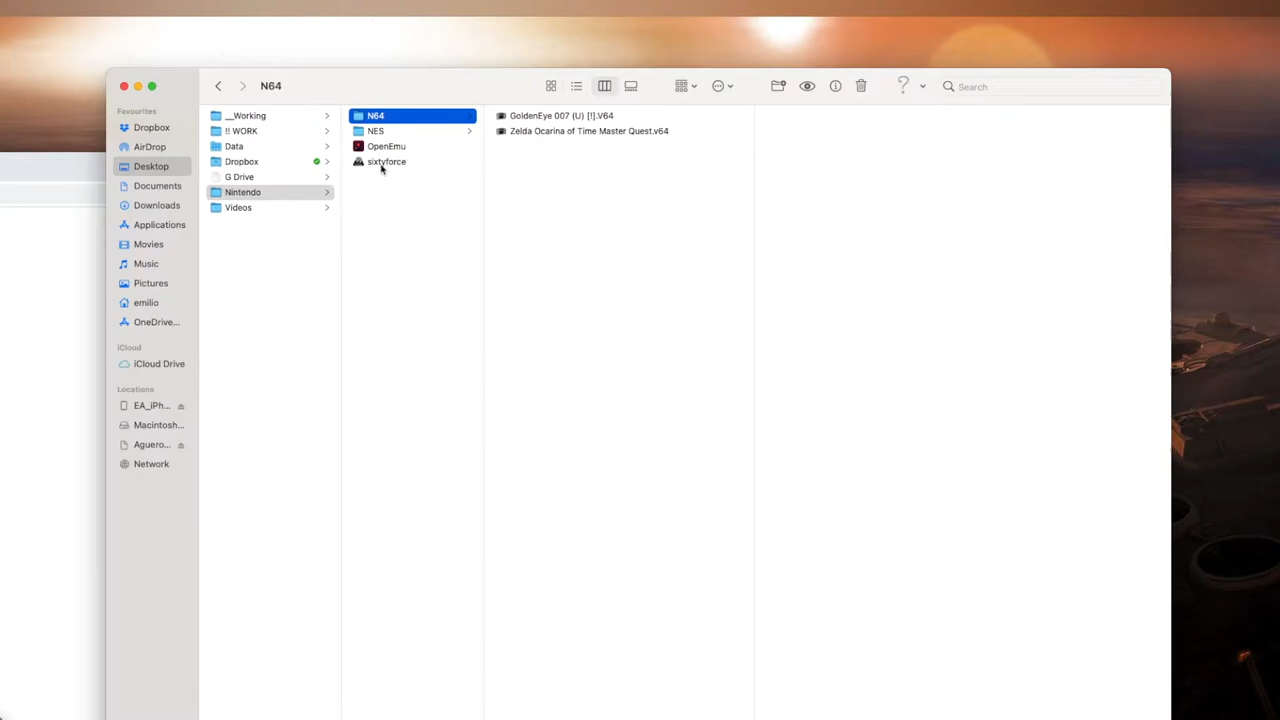 N64
Search
Favourites
Dropbox
AirDrop
Desktop
Documents
Downloads
Applications
Movies
Music
Pictures
emilio
OneDrive...
iCloud
iCloud Drive
Locations
EA_iPh...
Macintosh...
Aguero...
Network
__Working
!! WORK
Data
Dropbox
G Drive
Nintendo
Videos
N64
NES
OpenEmu
sixtyforce
GoldenEye 007 (U) [!].V64
Zelda Ocarina of Time Master Quest.v64